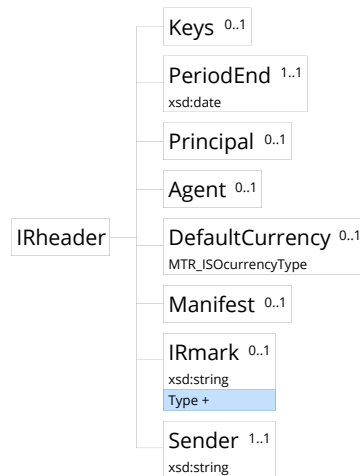 Keys 0..1
PeriodEnd 1..1
xsd:date
Principal 0..1
Agent 0..1
IRheader
DefaultCurrency 0..1
MTR_ISOcurrencyType
Manifest 0..1
IRmark 0..1
xsd:string
Type +
Sender 1..1
xsd:string